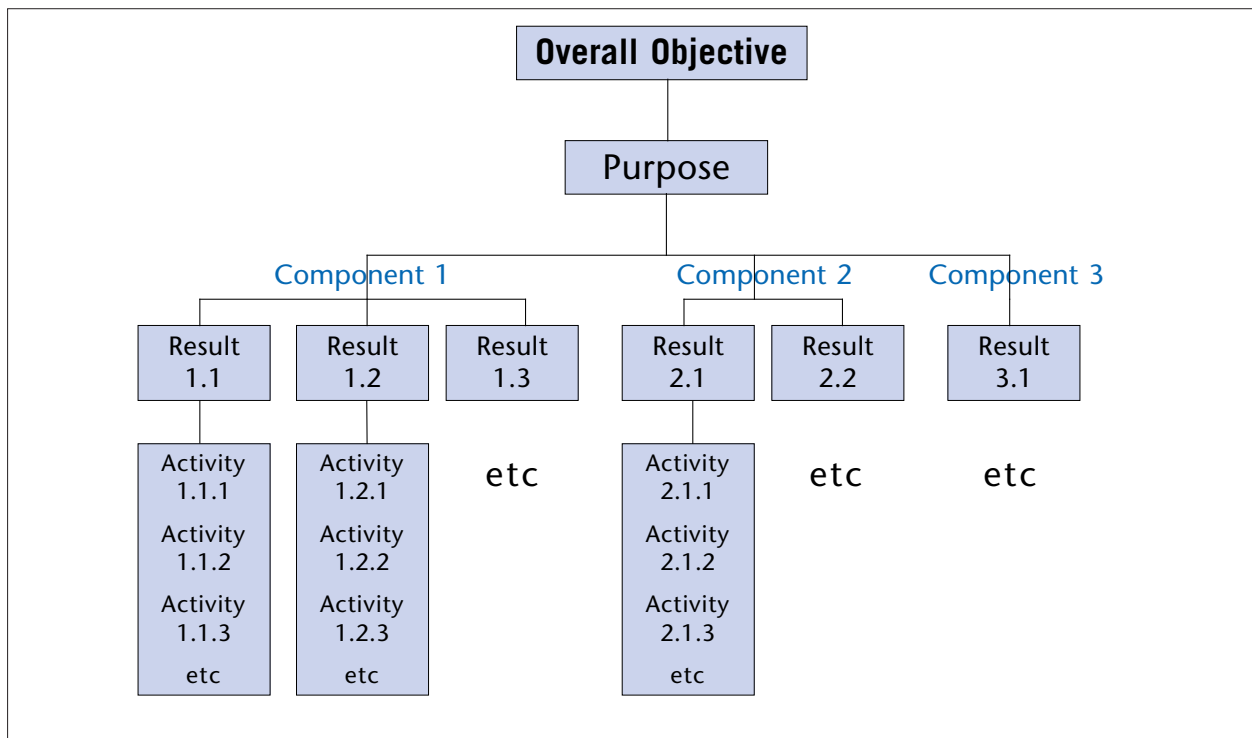 Overall Objective
Purpose
Component 1
Component 2
Component 3
Result
1.1
Result
1.2
Result
1.3
Result
2.1
Result
2.2
Result
3.1
Activity
1.1.1
Activity
1.1.2
Activity
1.1.3
etc
Activity
1.2.1
Activity
1.2.2
Activity
1.2.3
etc
etc
Activity
2.1.1
Activity
2.1.2
Activity
2.1.3
etc
etc
etc